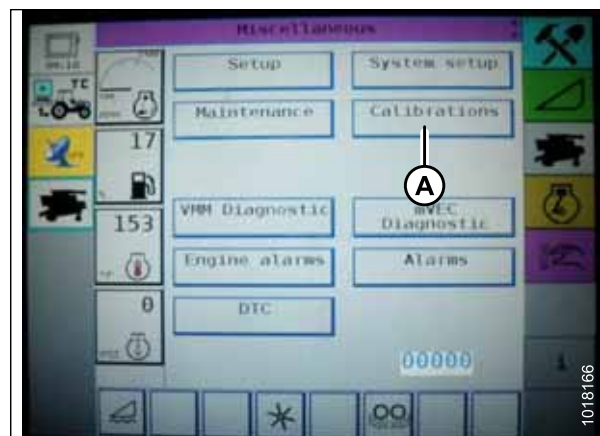 Miscellaneous
TC
Setup
System setup
Maintenance
Calibrations
17
A
153
VMM Diagnostic
mVEC
Diagnostic
Engine alarms
Alarms
0
DTC
00000
i
1018166